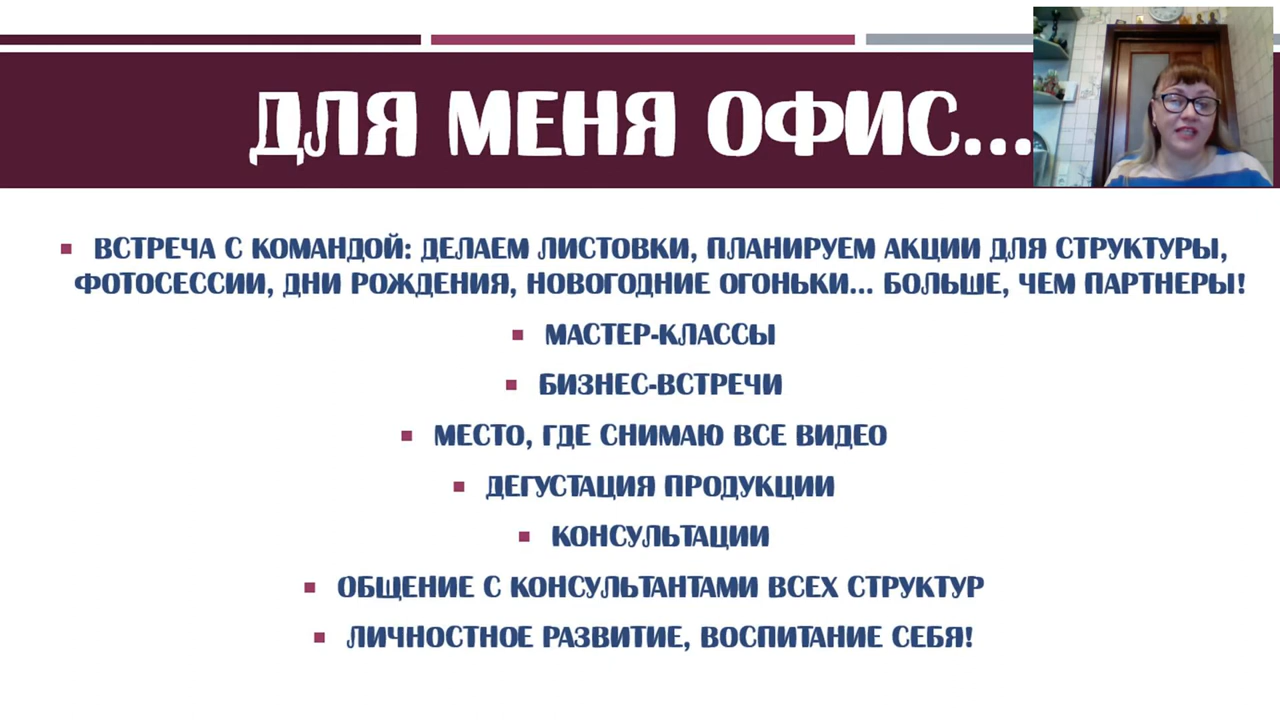 ДЛЯ МЕНЯ ОФИС...
ВСТРЕЧА С КОМАНДОЙ: ДЕЛАЕМ ЛИСТОВКИ, ПЛАНИРУЕМ АКЦИИ ДЛЯ СТРУКТУРЫ,
ФОТОСЕССИИ, ДНИ РОЖДЕНИЯ, НОВОГОДНИЕ ОГОНЬКИ... БОЛЬШЕ, ЧЕМ ПАРТНЕРЫ!
МАСТЕР-КЛАССЫ
БИЗНЕС-ВСТРЕЧИ
МЕСТО, ГДЕ СНИМАЮ ВСЕ ВИДЕО
ДЕГУСТАЦИЯ ПРОДУКЦИИ
КОНСУЛЬТАЦИИ
ОБЩЕНИЕ С КОНСУЛЬТАНТАМИ ВСЕХ СТРУКТУР
ЛИЧНОСТНОЕ РАЗВИТИЕ, ВОСПИТАНИЕ СЕБЯ!